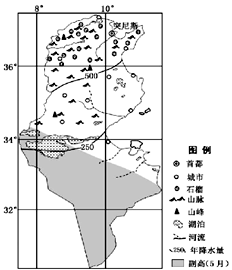 突尼斯
36°
500
34°
250
32°
8°
10°
图例
首都
城市
石榴
山脉
山峰
湖泊
河流
250 年降水量
副高(5月)